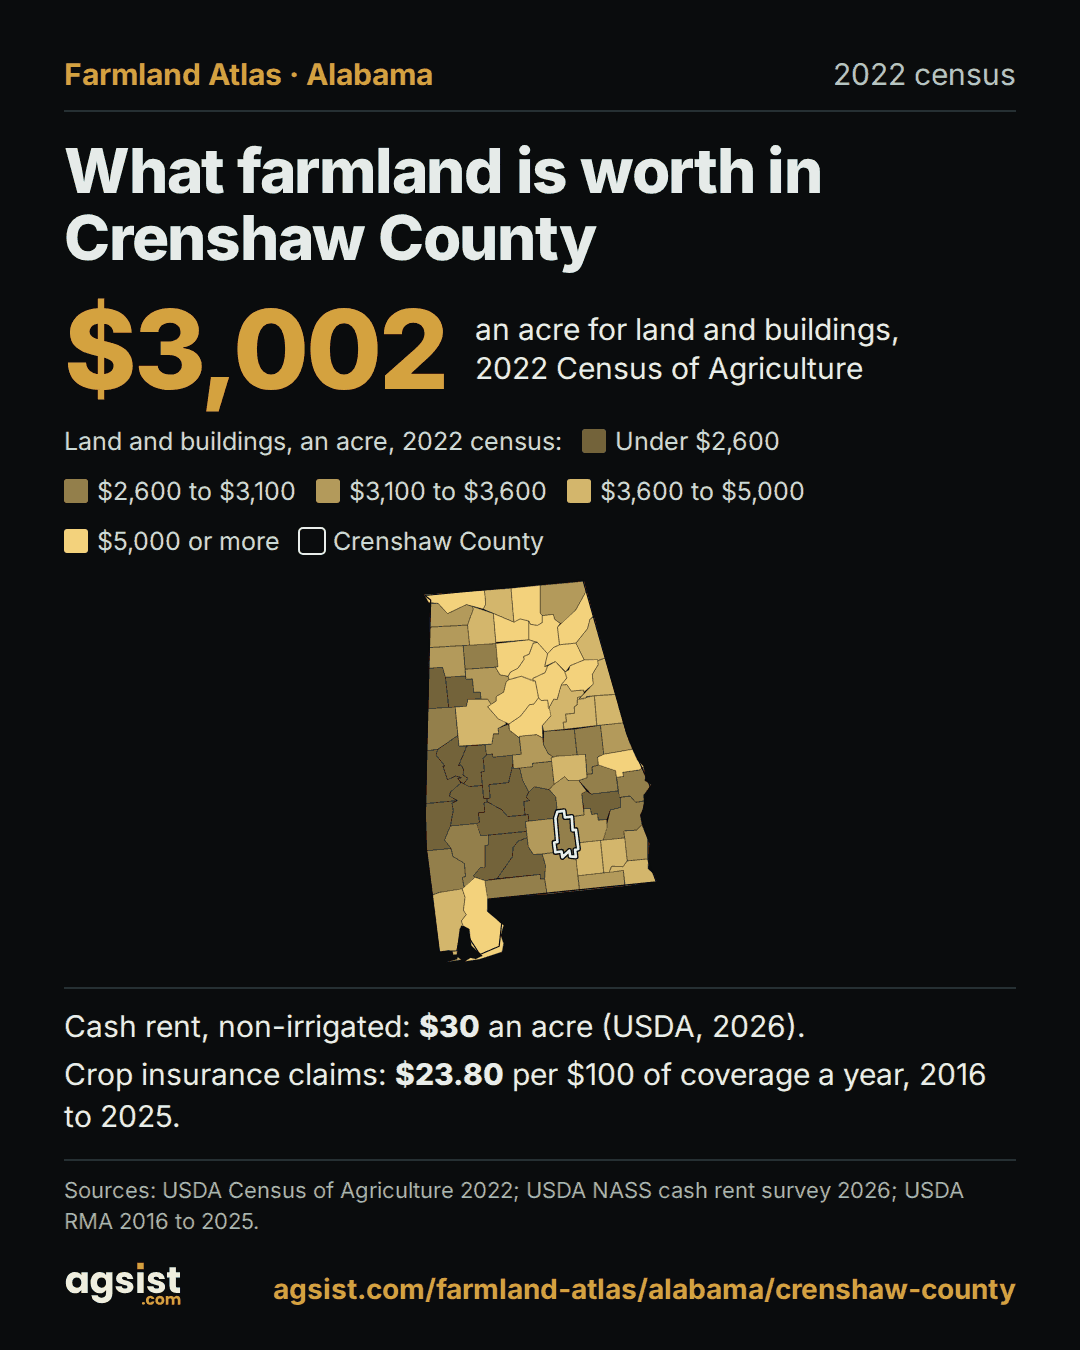 Farmland Atlas · Alabama
2022 census
What farmland is worth in
Crenshaw County
$3,002
an acre for land and buildings,
2022 Census of Agriculture
Land and buildings, an acre, 2022 census: Under $2,600
$2,600 to $3,100 $3,100 to $3,600 $3,600 to $5,000
$5,000 or more Crenshaw County
Cash rent, non-irrigated: $30 an acre (USDA, 2026).
Crop insurance claims: $23.80 per $100 of coverage a year, 2016
to 2025.
Sources: USDA Census of Agriculture 2022; USDA NASS cash rent survey 2026; USDA
RMA 2016 to 2025.
agsist
.com
agsist.com/farmland-atlas/alabama/crenshaw-county